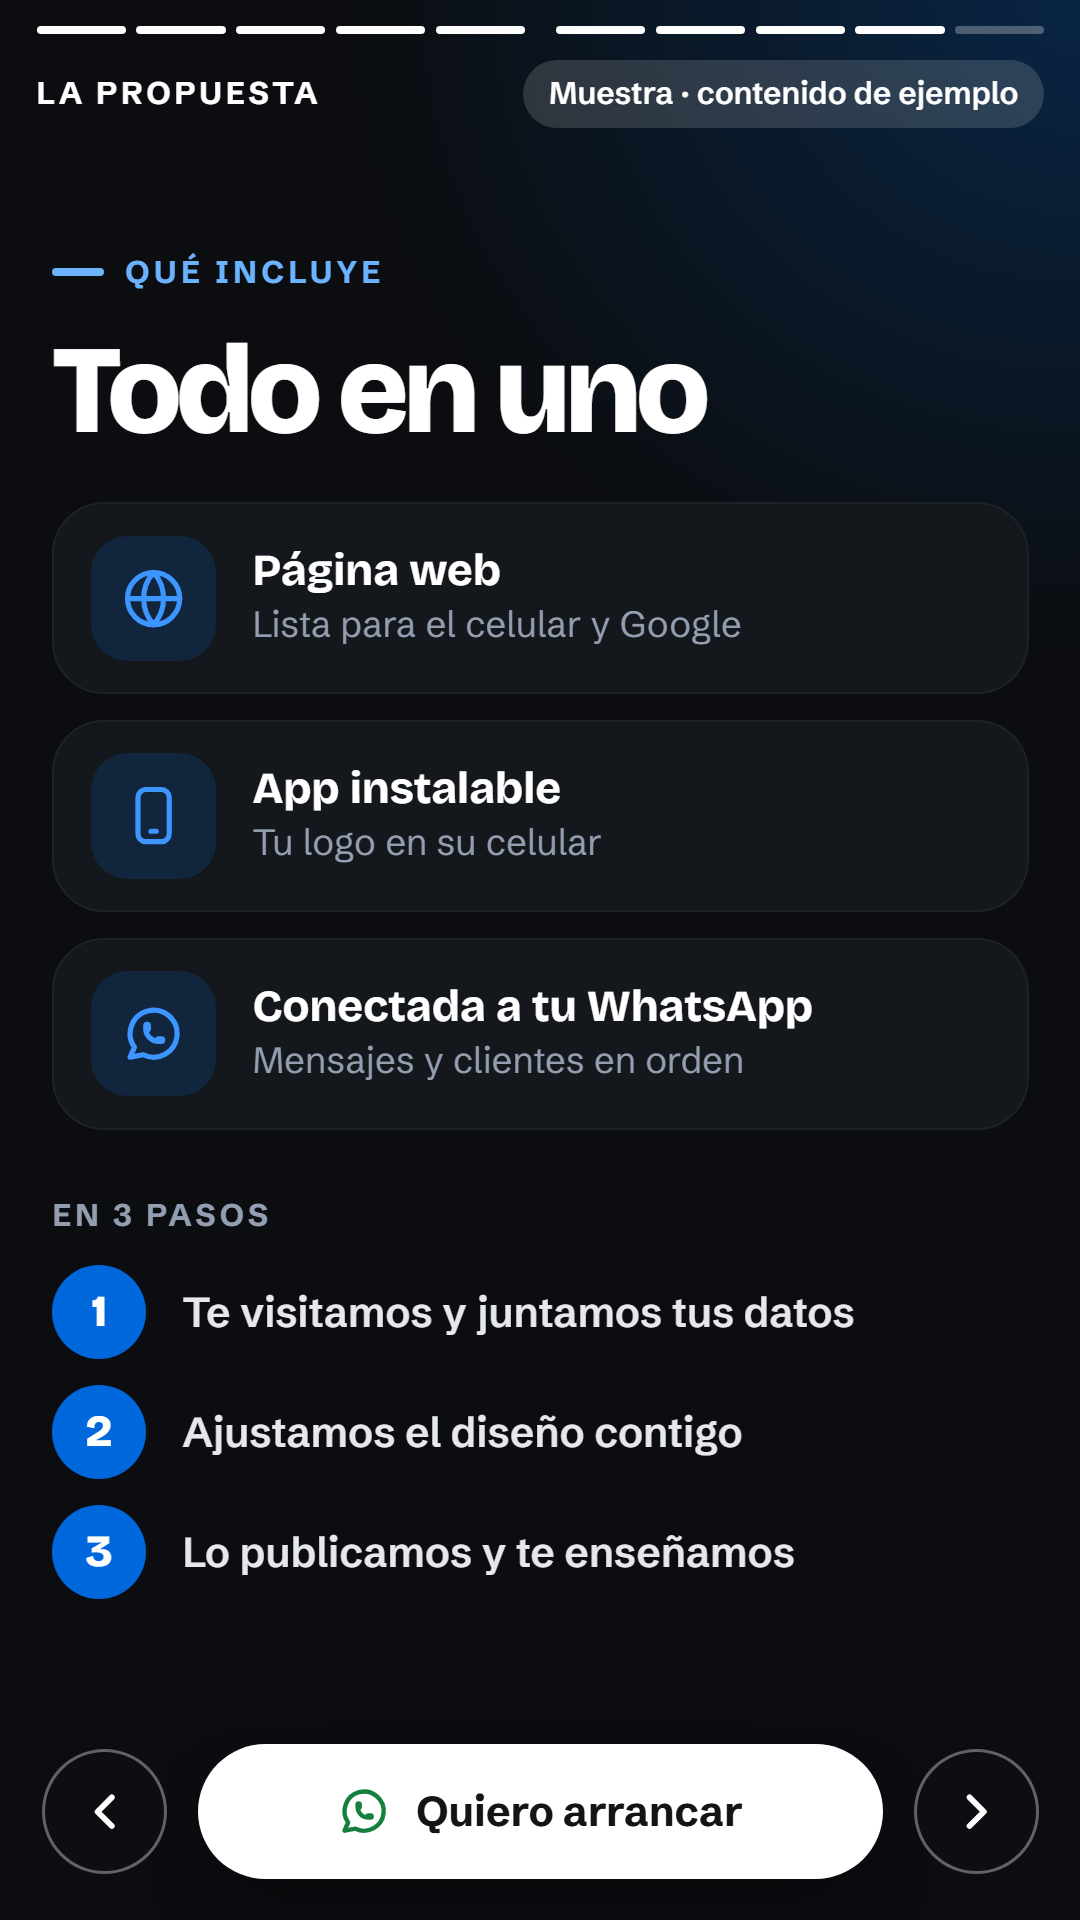 LA PROPUESTA
Muestra · contenido de ejemplo
QUÉ INCLUYE
Todo en uno
Página web
Lista para el celular y Google
App instalable
Tu logo en su celular
Conectada a tu WhatsApp
Mensajes y clientes en orden
EN 3 PASOS
1 Te visitamos y juntamos tus datos
2 Ajustamos el diseño contigo
3 Lo publicamos y te enseñamos
Quiero arrancar